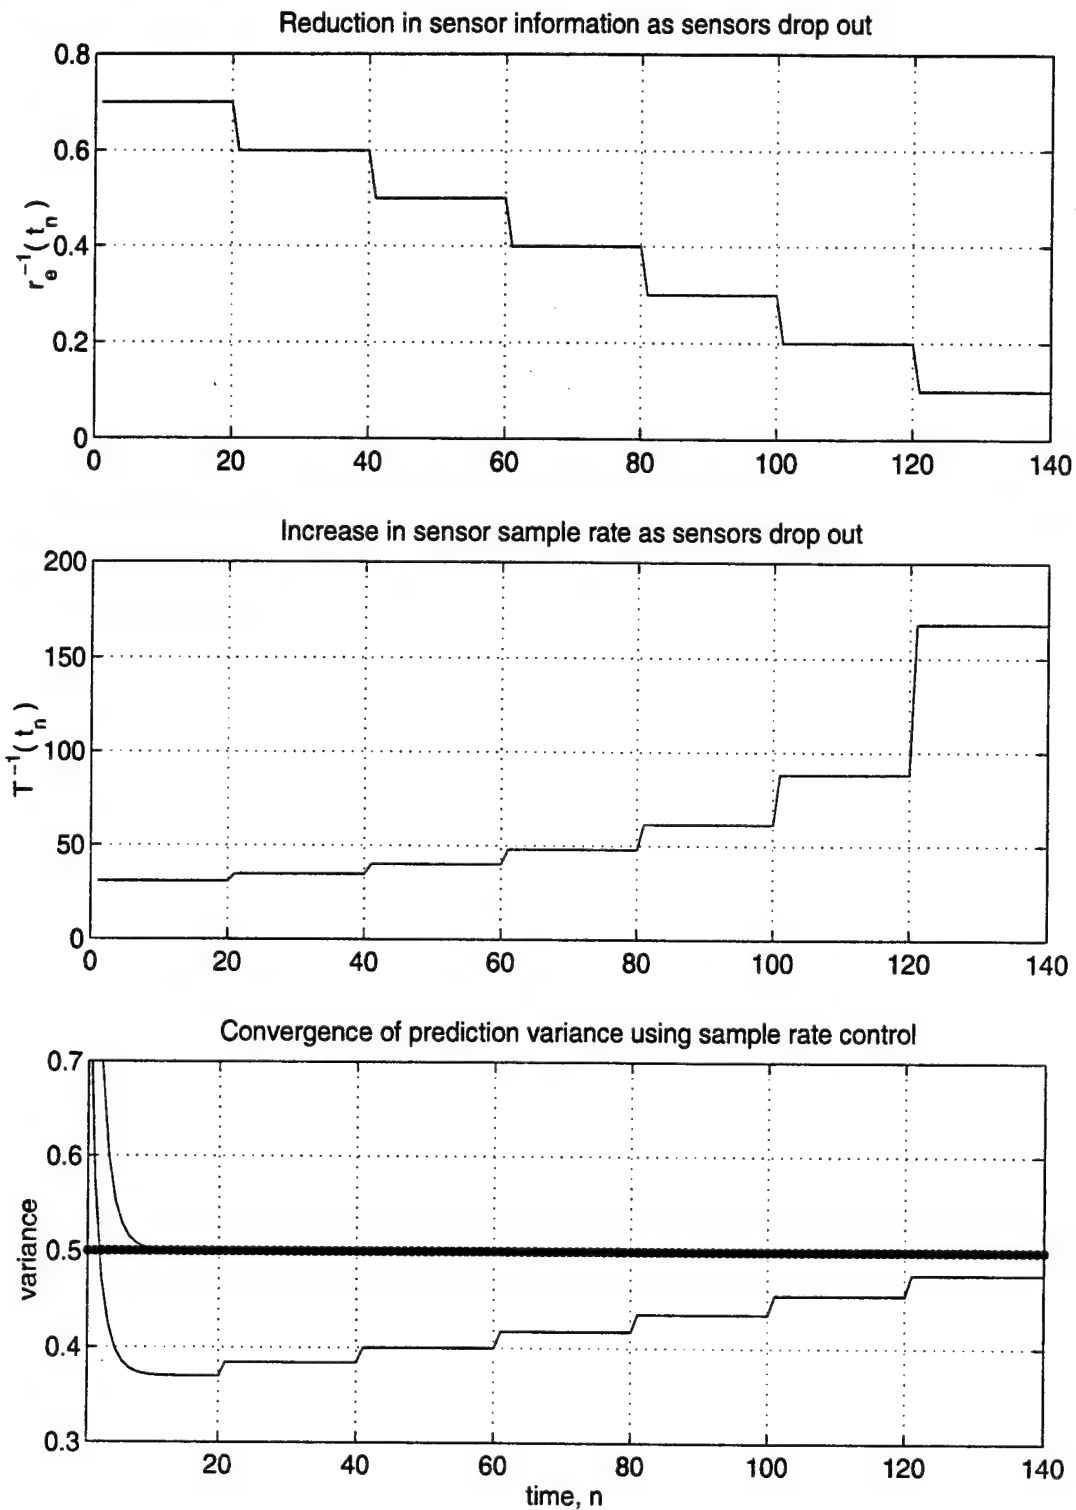 Reduction in sensor information as sensors drop out
0.8
0.6
0.4
0.2
0
r_e^{-1}(t_n)
0 20 40 60 80 100 120 140
Increase in sensor sample rate as sensors drop out
200
150
100
50
0
T^{-1}(t_n)
0 20 40 60 80 100 120 140
Convergence of prediction variance using sample rate control
0.7
0.6
0.5
0.4
0.3
variance
20 40 60 80 100 120 140
time, n